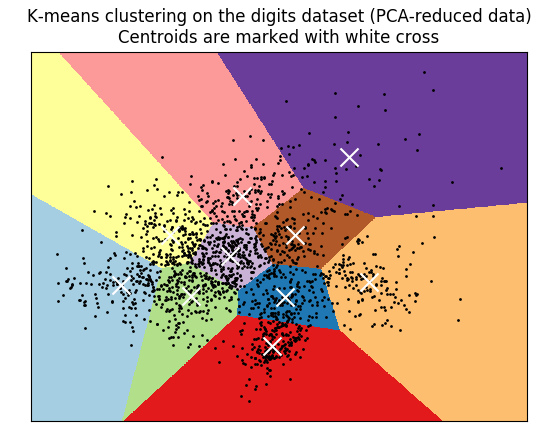 K-means clustering on the digits dataset (PCA-reduced data)
Centroids are marked with white cross